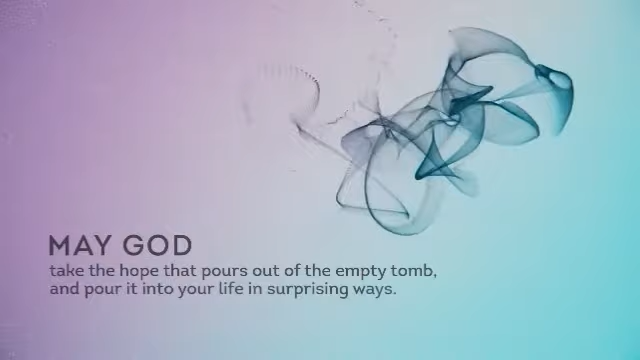 MAY GOD
take the hope that pours out of the empty tomb,
and pour it into your life in surprising ways.